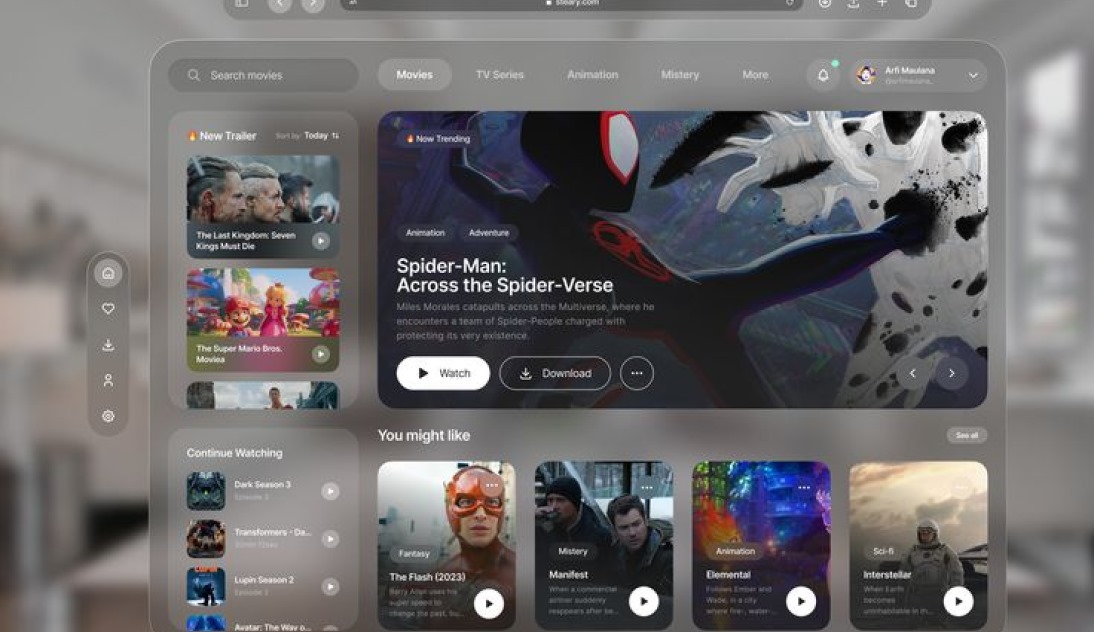 steary.com
Search movies
Movies
TV Series
Animation
Mistery
More
Arfi Maulana
@arfimaulana_
🔥 New Trailer
Sort by: Today
The Last Kingdom: Seven
Kings Must Die
The Super Mario Bros.
Moviea
🔥 Now Trending
Animation
Adventure
Spider-Man:
Across the Spider-Verse
Miles Morales catapults across the Multiverse, where he
encounters a team of Spider-People charged with
protecting its very existence.
Watch
Download
Continue Watching
Dark Season 3
Transformers - Da...
Lupin Season 2
Avatar: The Way o...
You might like
See all
Fantasy
The Flash (2023)
Barry Allen uses his
super speed to
change the past, bu...
Mistery
Manifest
When a commercial
airliner suddenly
reappears after be...
Animation
Elemental
Follows Ember and
Wade, in a city
where fire-, water-...
Sci-fi
Interstellar
When Earth
becomes
uninhabitable in th...